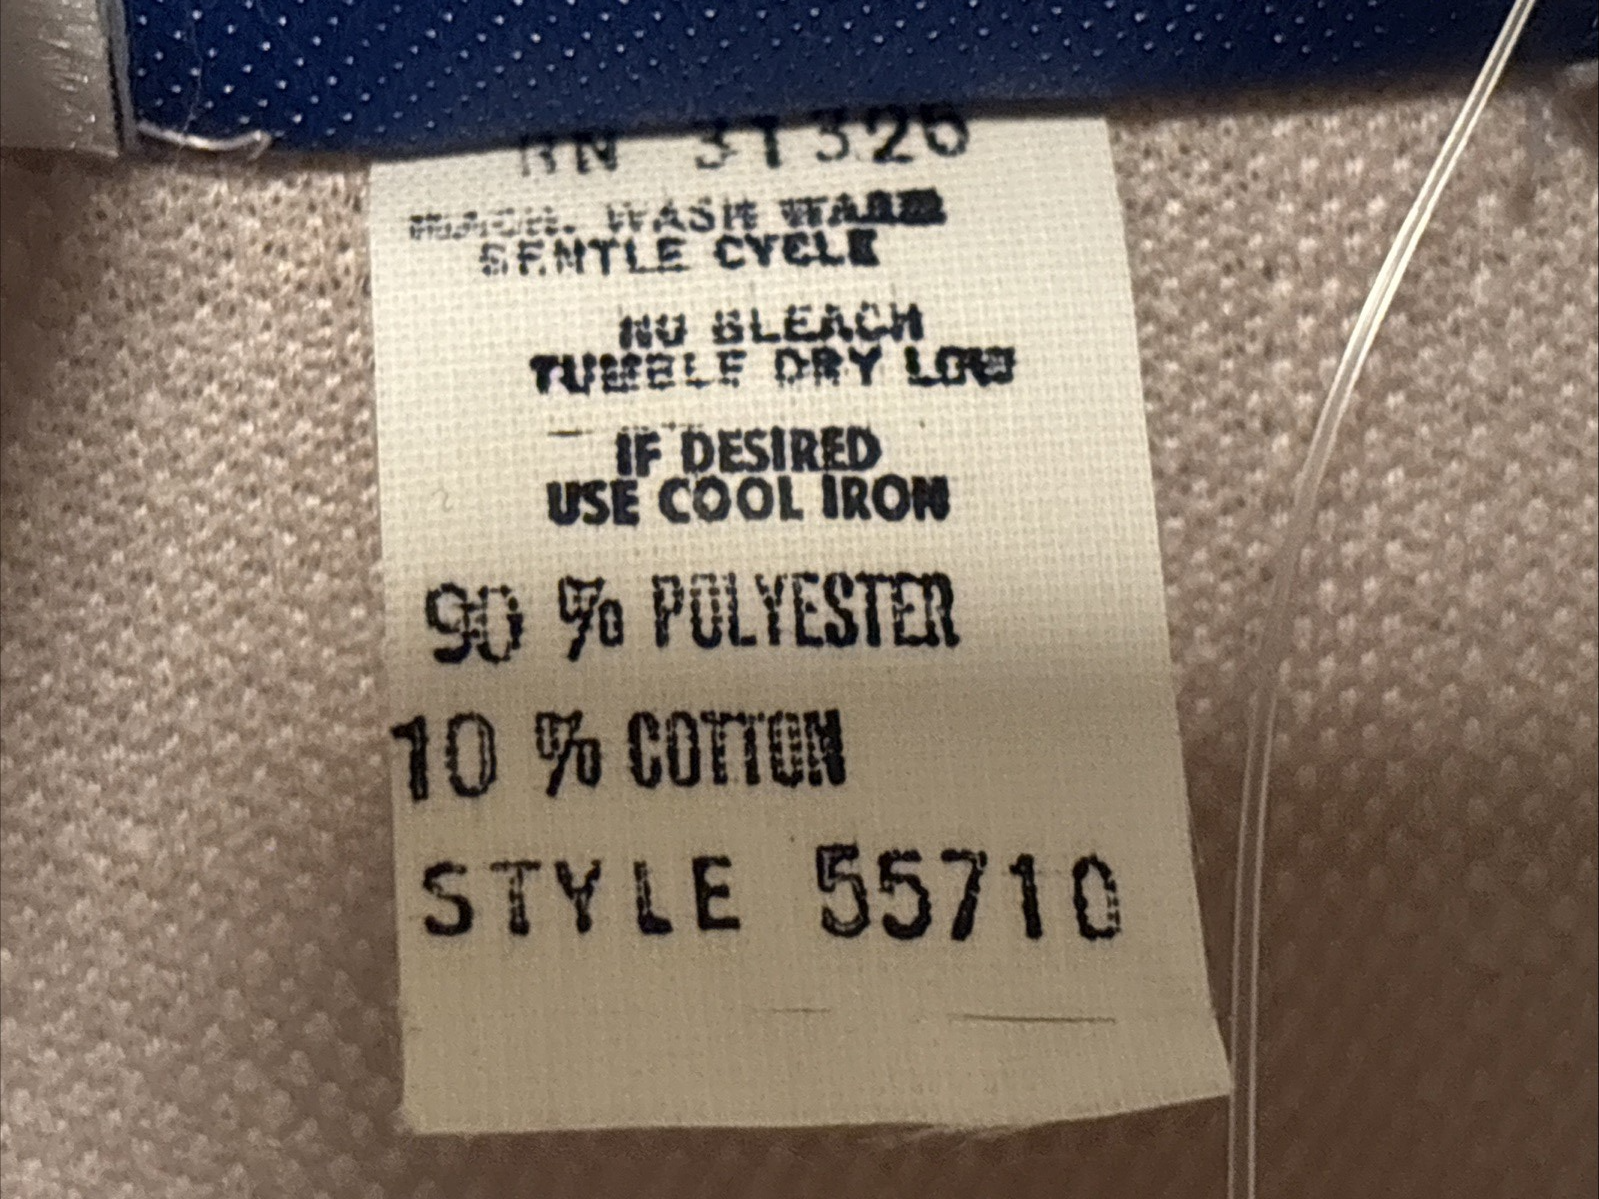 RN 31326
MACH. WASH WARM
GENTLE CYCLE
NO BLEACH
TUMBLE DRY LOW
IF DESIRED
USE COOL IRON
90 % POLYESTER
10 % COTTON
STYLE 55710